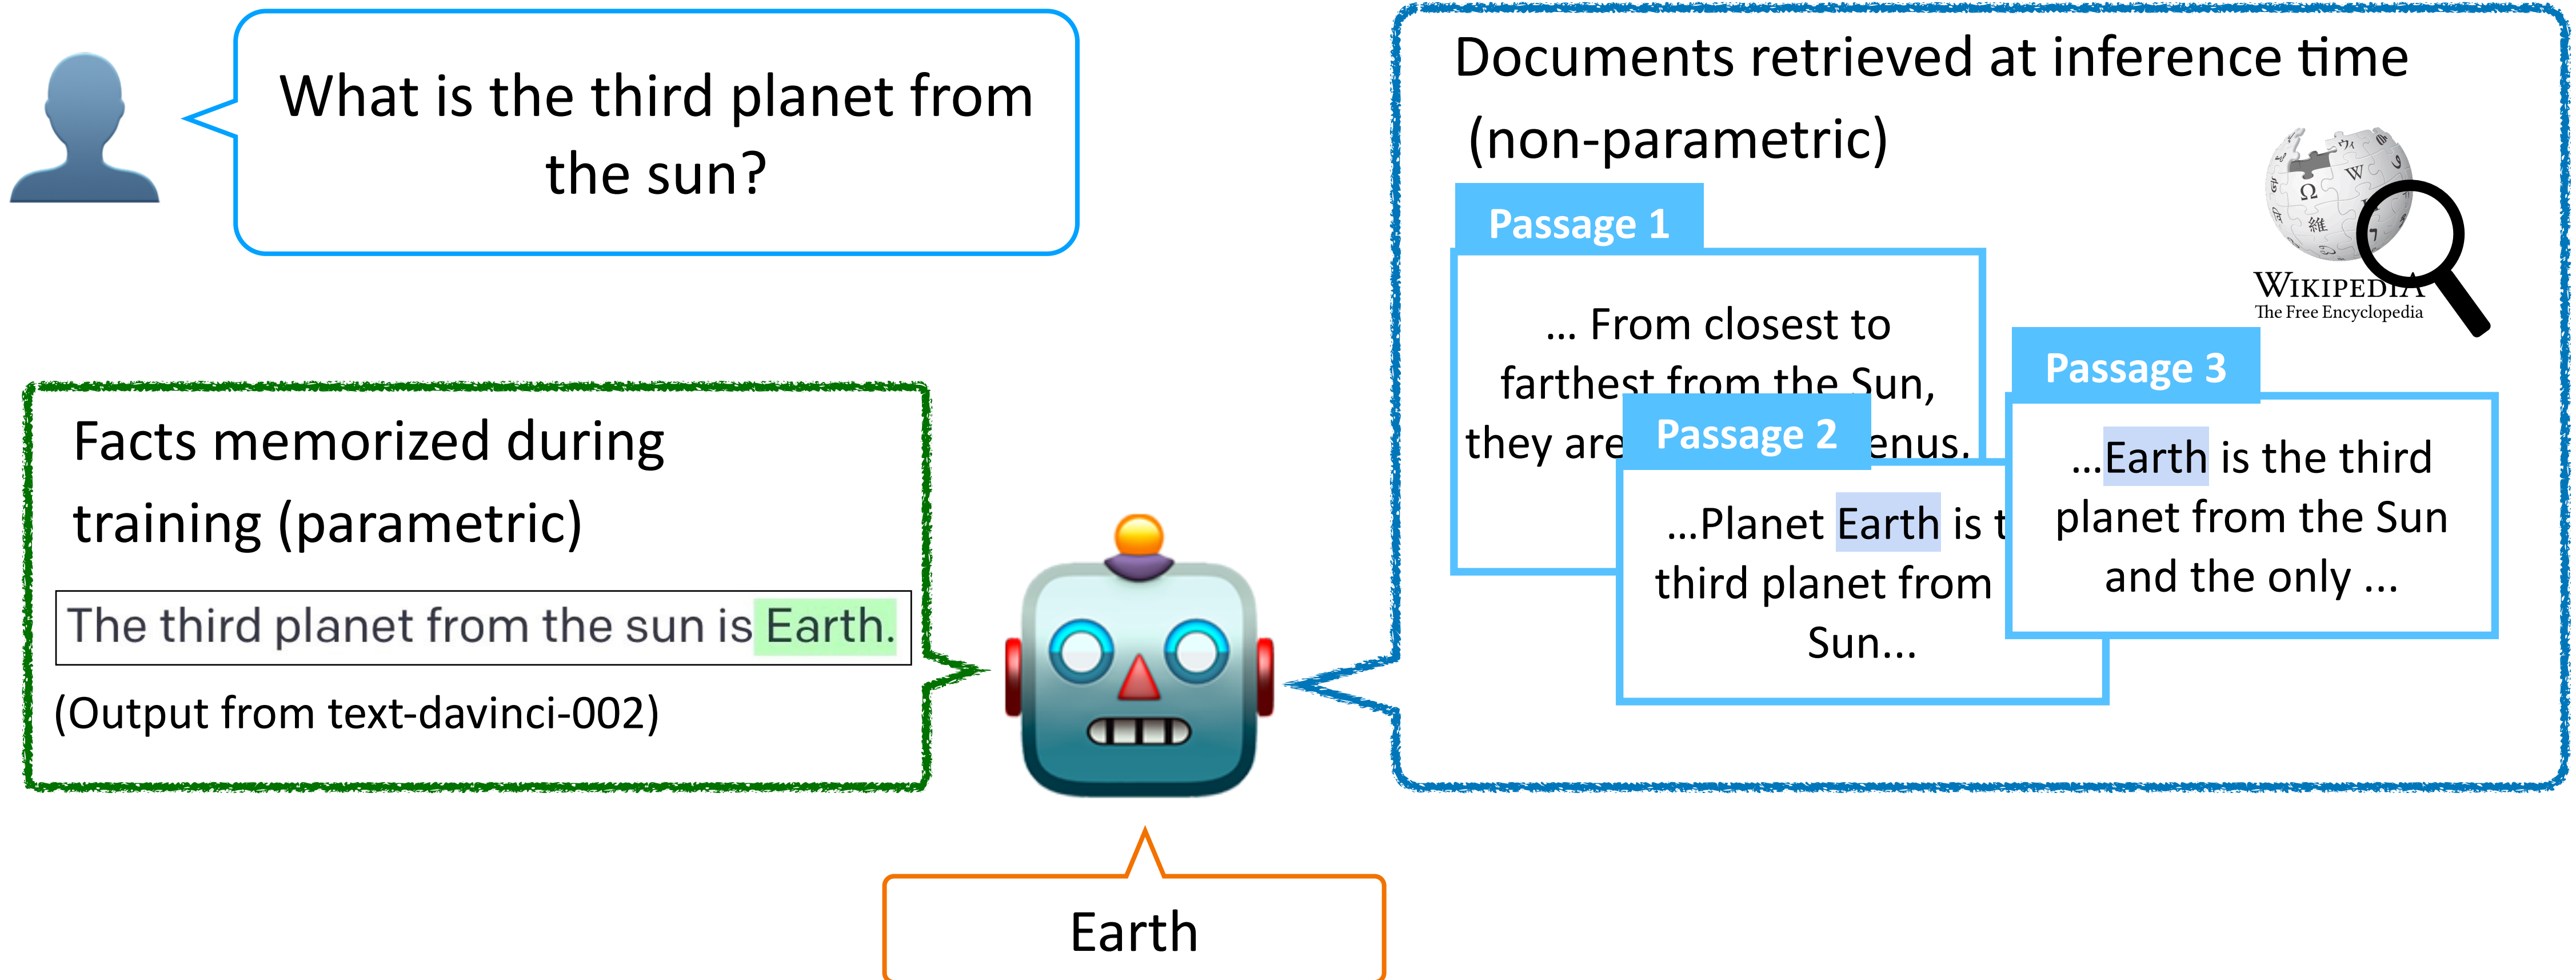 What is the third planet from
the sun?
Facts memorized during
training (parametric)
The third planet from the sun is Earth.
(Output from text-davinci-002)
Documents retrieved at inference time
(non-parametric)
WIKIPEDIA
The Free Encyclopedia
Passage 1
... From closest to
farthest from the Sun,
they are enus.
Passage 2
...Planet Earth is t
third planet from
Sun...
Passage 3
...Earth is the third
planet from the Sun
and the only ...
Earth